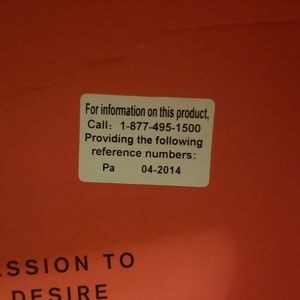 For information on this product,
Call: 1-877-495-1500
Providing the following
reference numbers:
Pa 04-2014
ESSION TO
DESIRE